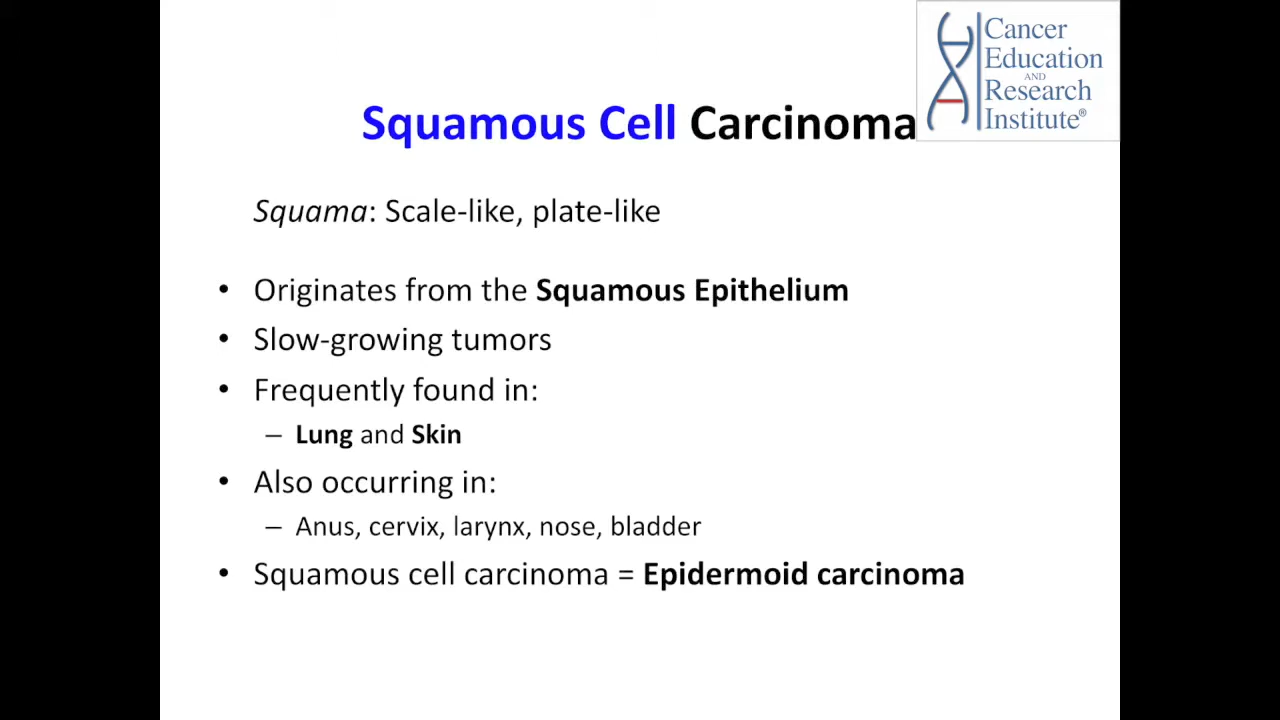 Cancer
Education
AND
Research
Institute®
Squamous Cell Carcinoma
Squama: Scale-like, plate-like
• Originates from the Squamous Epithelium
• Slow-growing tumors
• Frequently found in:
– Lung and Skin
• Also occurring in:
– Anus, cervix, larynx, nose, bladder
• Squamous cell carcinoma = Epidermoid carcinoma